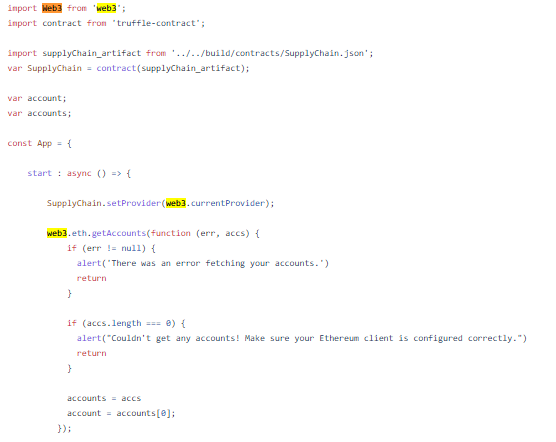 import Web3 from 'web3';
import contract from 'truffle-contract';
import supplyChain_artifact from '../../build/contracts/SupplyChain.json';
var SupplyChain = contract(supplyChain_artifact);
var account;
var accounts;
const App = {
start : async () => {
SupplyChain.setProvider(web3.currentProvider);
web3.eth.getAccounts(function (err, accs) {
if (err != null) {
alert('There was an error fetching your accounts.')
return
}
if (accs.length === 0) {
alert("Couldn't get any accounts! Make sure your Ethereum client is configured correctly.")
return
}
accounts = accs
account = accounts[0];
});